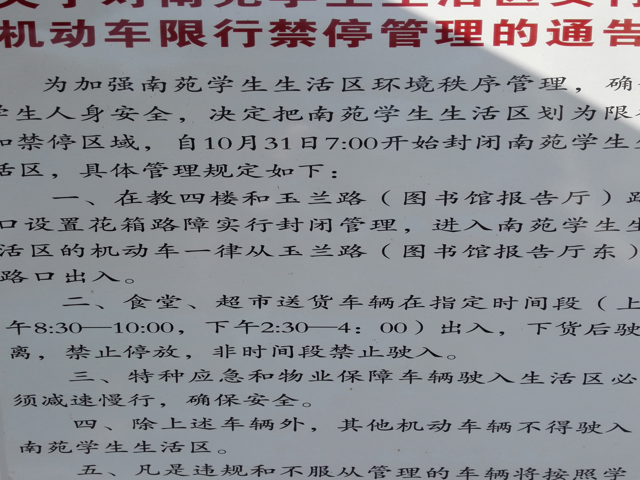 关于对南苑学生生活区实行
机动车限行禁停管理的通告
为加强南苑学生生活区环境秩序管理，确
学生人身安全，决定把南苑学生生活区划为限
和禁停区域，自10月31日7:00开始封闭南苑学生
活区，具体管理规定如下：
一、在教四楼和玉兰路（图书馆报告厅）路
口设置花箱路障实行封闭管理，进入南苑学生生
活区的机动车一律从玉兰路（图书馆报告厅东）
路口出入。
二、食堂、超市送货车辆在指定时间段（上
午8:30—10:00，下午2:30—4：00）出入，下货后驶
离，禁止停放，非时间段禁止驶入。
三、特种应急和物业保障车辆驶入生活区必
须减速慢行，确保安全。
四、除上述车辆外，其他机动车辆不得驶入
南苑学生生活区。
五、凡是违规和不服从管理的车辆将按照学